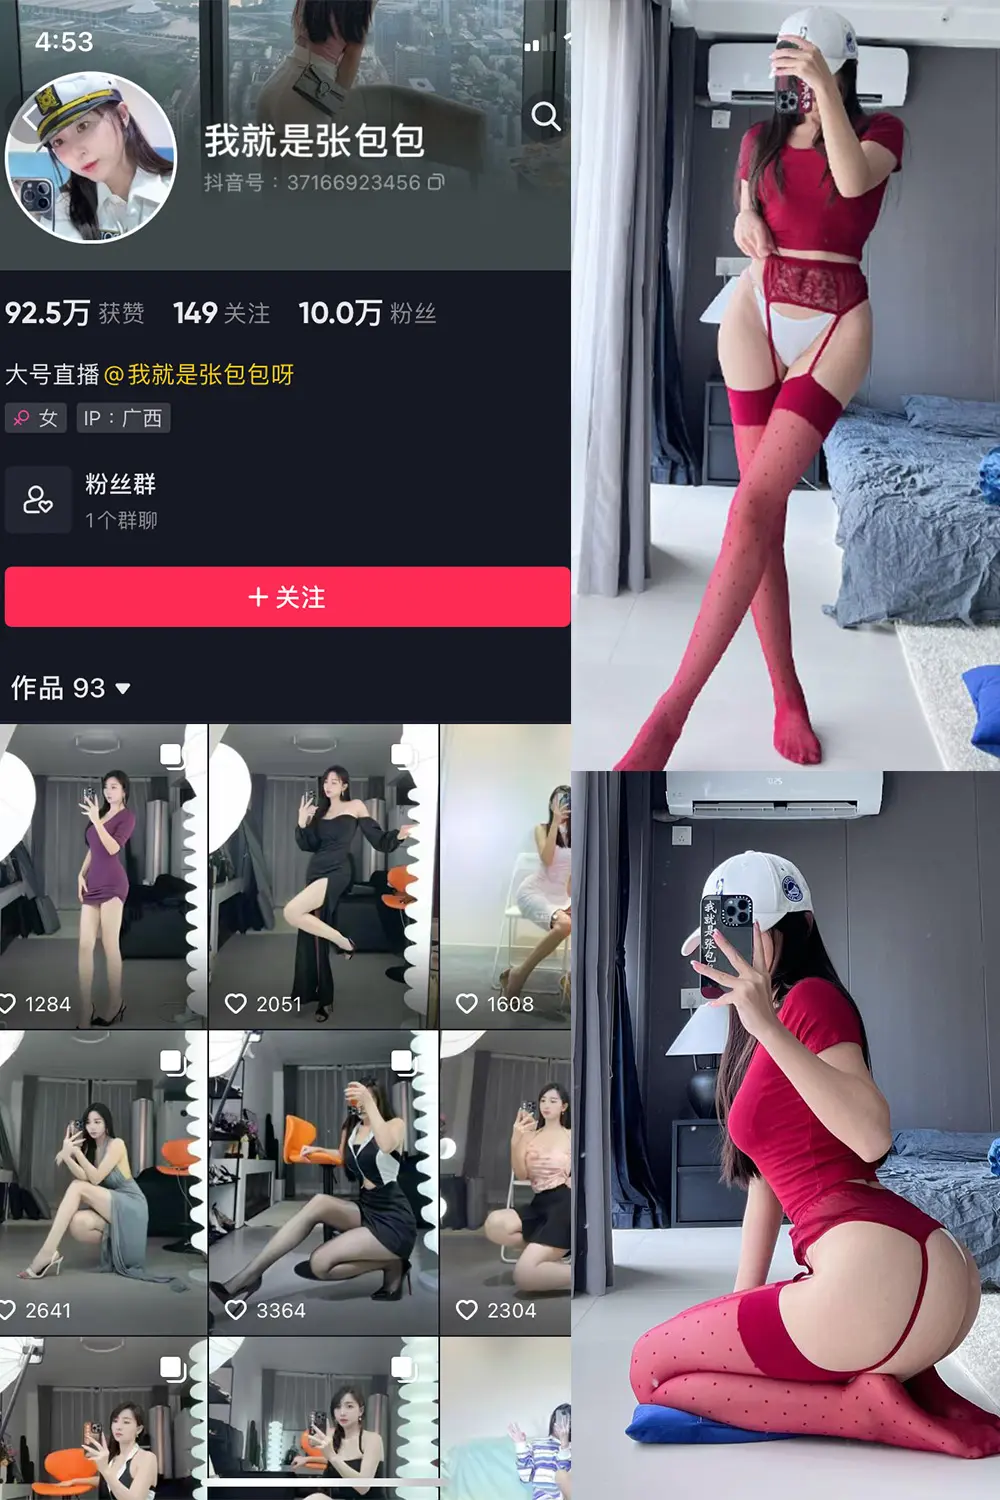 4:53
我就是张包包
抖音号：37166923456
92.5万 获赞 149 关注 10.0万 粉丝
大号直播@我就是张包包呀
女 IP：广西
粉丝群
1个群聊
+ 关注
作品 93
1284 2051 1608
2641 3364 2304
我就是张包